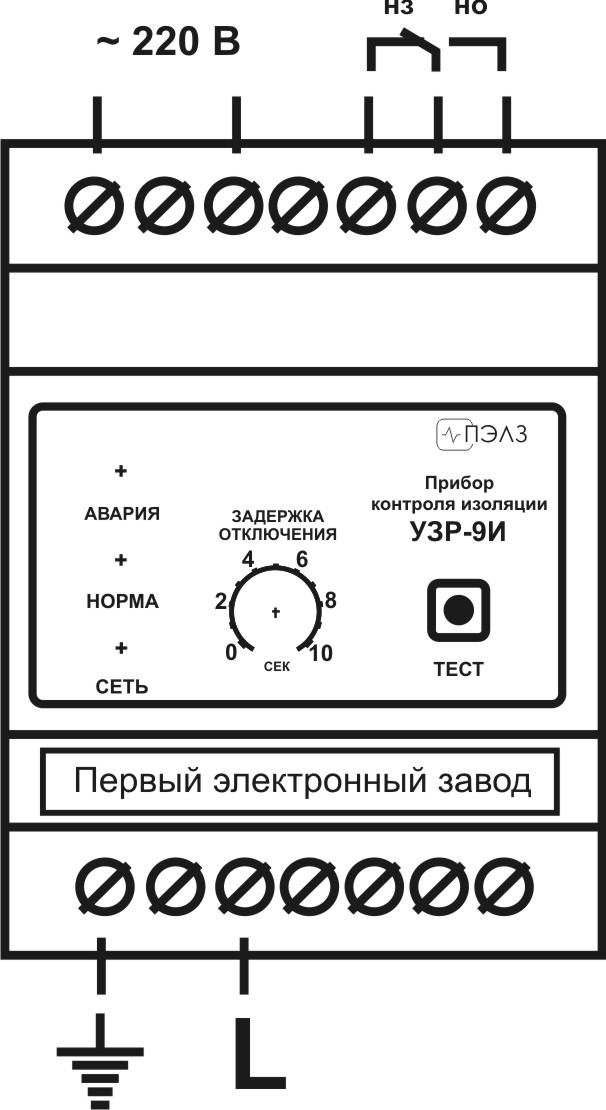 НЗ НО
~ 220 В
ПЭЛЗ
Прибор
контроля изоляции
УЗР-9И
АВАРИЯ
НОРМА
СЕТЬ
ЗАДЕРЖКА
ОТКЛЮЧЕНИЯ
4 6
2 8
0 10
СЕК
ТЕСТ
Первый электронный завод
L